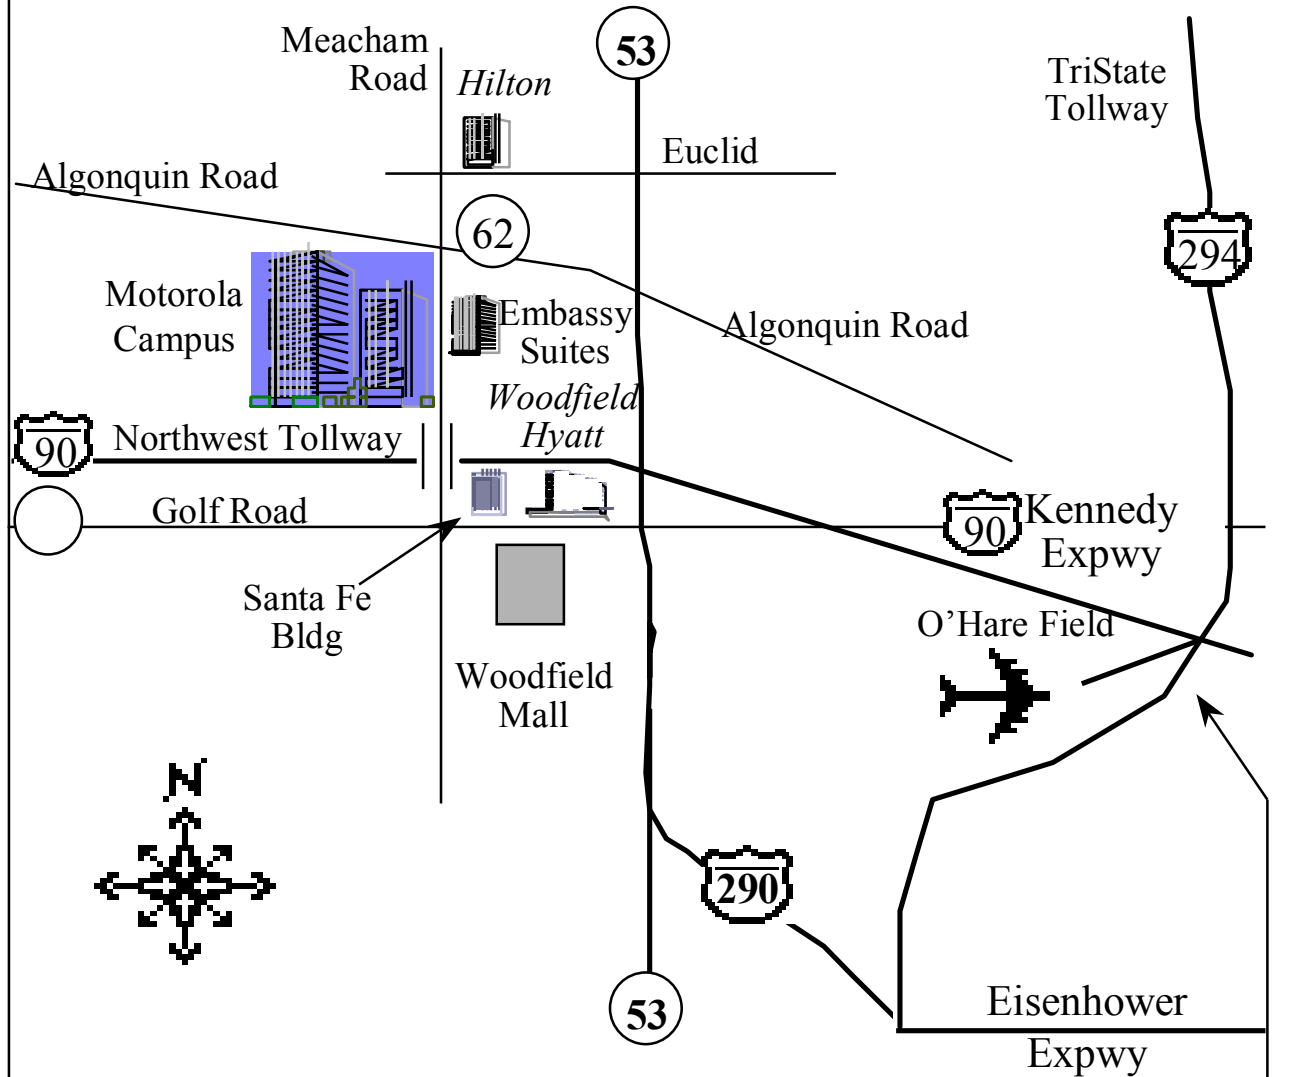 Meacham
Road
53
Hilton
TriState
Tollway
Euclid
Algonquin Road
62
294
Motorola
Campus
Embassy
Suites
Algonquin Road
Woodfield
Hyatt
90
Northwest Tollway
Golf Road
90
Kennedy
Expwy
Santa Fe
Bldg
O'Hare Field
Woodfield
Mall
N
290
53
Eisenhower
Expwy